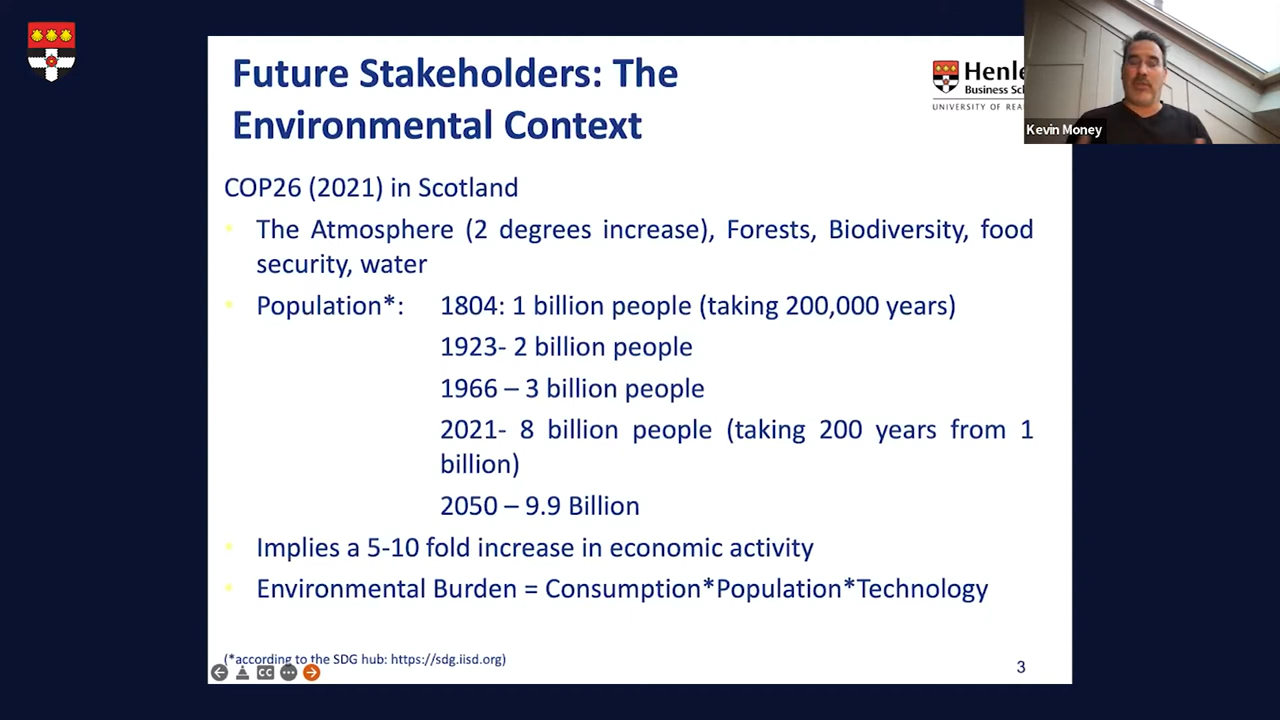 Future Stakeholders: The
Environmental Context
Henle
Business Sch
UNIVERSITY OF REA
Kevin Money
COP26 (2021) in Scotland
The Atmosphere (2 degrees increase), Forests, Biodiversity, food
security, water
Population*: 1804: 1 billion people (taking 200,000 years)
1923- 2 billion people
1966 – 3 billion people
2021- 8 billion people (taking 200 years from 1
billion)
2050 – 9.9 Billion
Implies a 5-10 fold increase in economic activity
Environmental Burden = Consumption*Population*Technology
(*according to the SDG hub: https://sdg.iisd.org)
CC
3